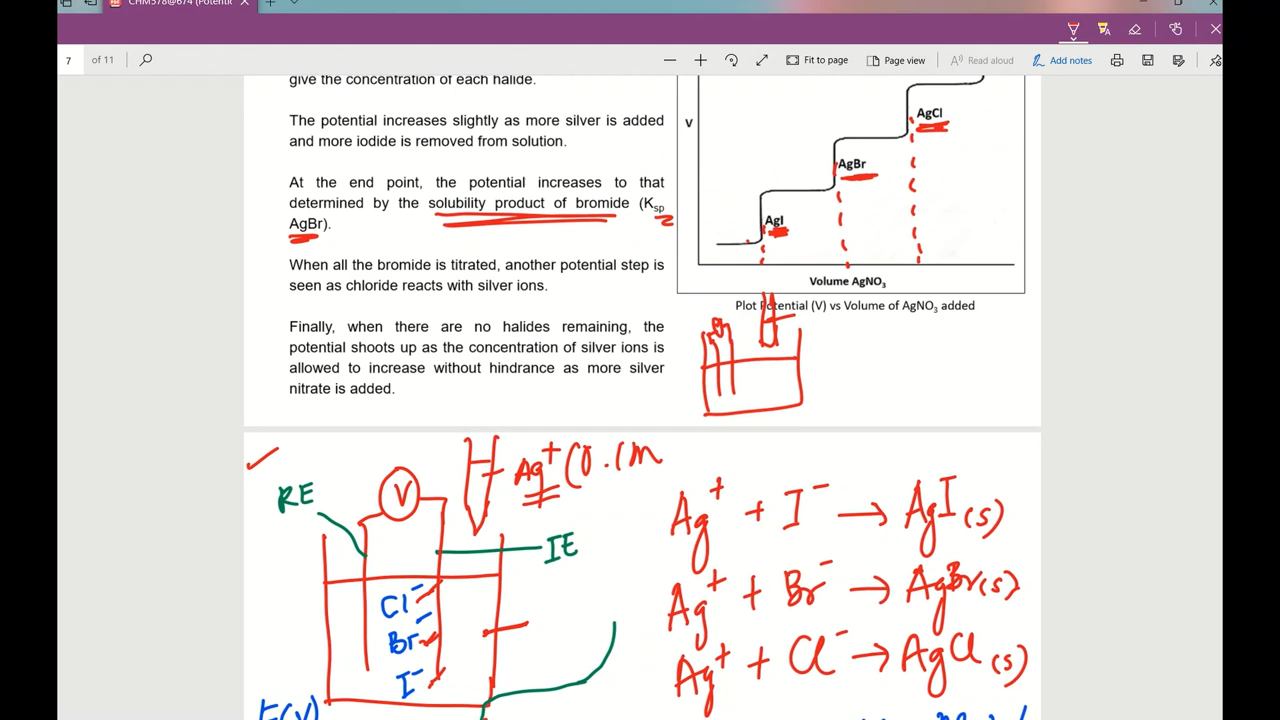 CHM578@674 (Potenti
7 of 11
Fit to page
Page view
Read aloud
Add notes
give the concentration of each halide.
The potential increases slightly as more silver is added
and more iodide is removed from solution.
At the end point, the potential increases to that
determined by the solubility product of bromide (Ksp
AgBr).
When all the bromide is titrated, another potential step is
seen as chloride reacts with silver ions.
Finally, when there are no halides remaining, the
potential shoots up as the concentration of silver ions is
allowed to increase without hindrance as more silver
nitrate is added.
V
AgCl
AgBr
AgI
Volume AgNO₃
Plot Potential (V) vs Volume of AgNO₃ added
RE
V
Ag⁺ (0.1m
IE
Cl⁻
Br⁻
I⁻
E(V)
Ag⁺ + I⁻ → AgI(s)
Ag⁺ + Br⁻ → AgBr(s)
Ag⁺ + Cl⁻ → AgCl(s)